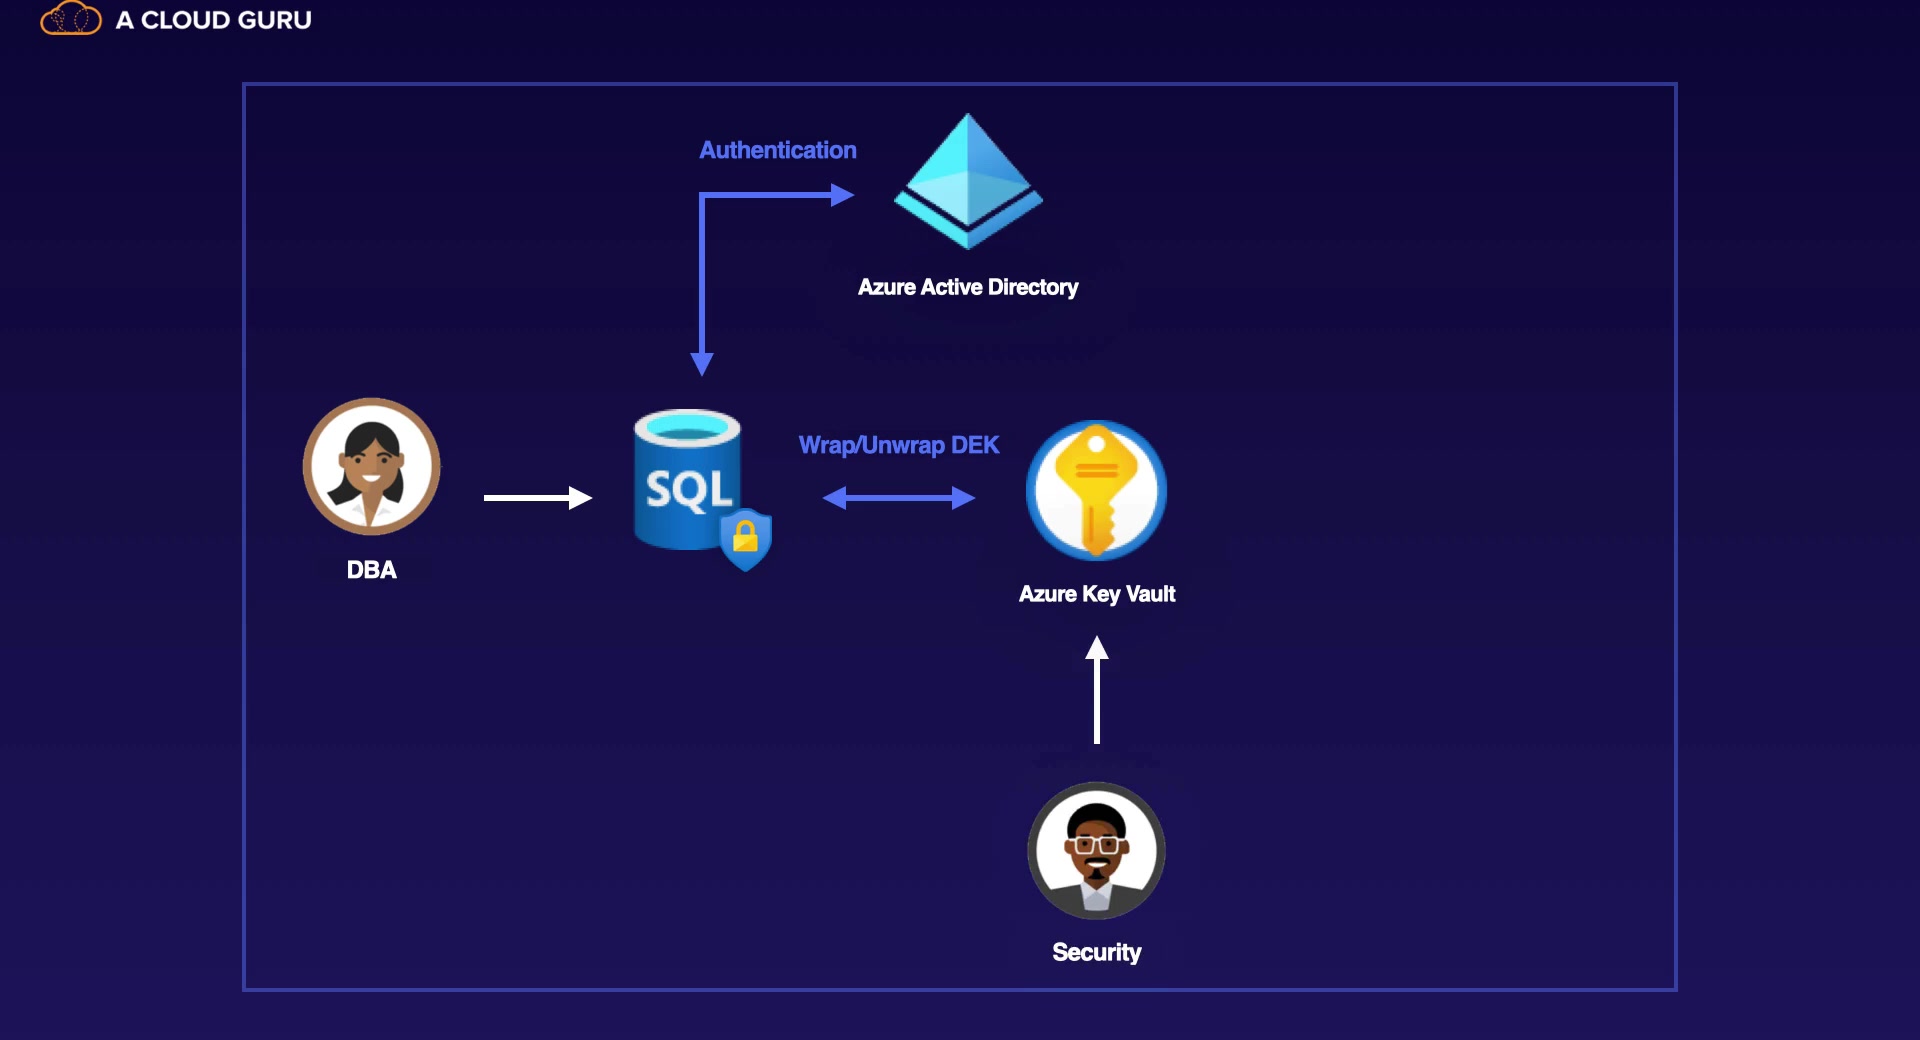 A CLOUD GURU
Authentication
Azure Active Directory
SQL
Wrap/Unwrap DEK
DBA
Azure Key Vault
Security